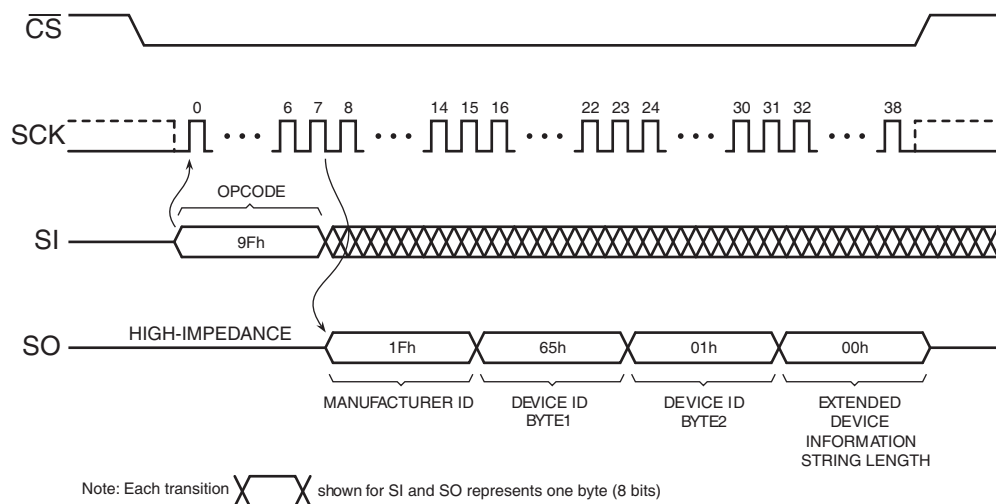 CS
0 6 7 8 14 15 16 22 23 24 30 31 32 38
SCK
OPCODE
SI
9Fh
HIGH-IMPEDANCE
SO
1Fh 65h 01h 00h
MANUFACTURER ID
DEVICE ID
BYTE1
DEVICE ID
BYTE2
EXTENDED
DEVICE
INFORMATION
STRING LENGTH
Note: Each transition shown for SI and SO represents one byte (8 bits)